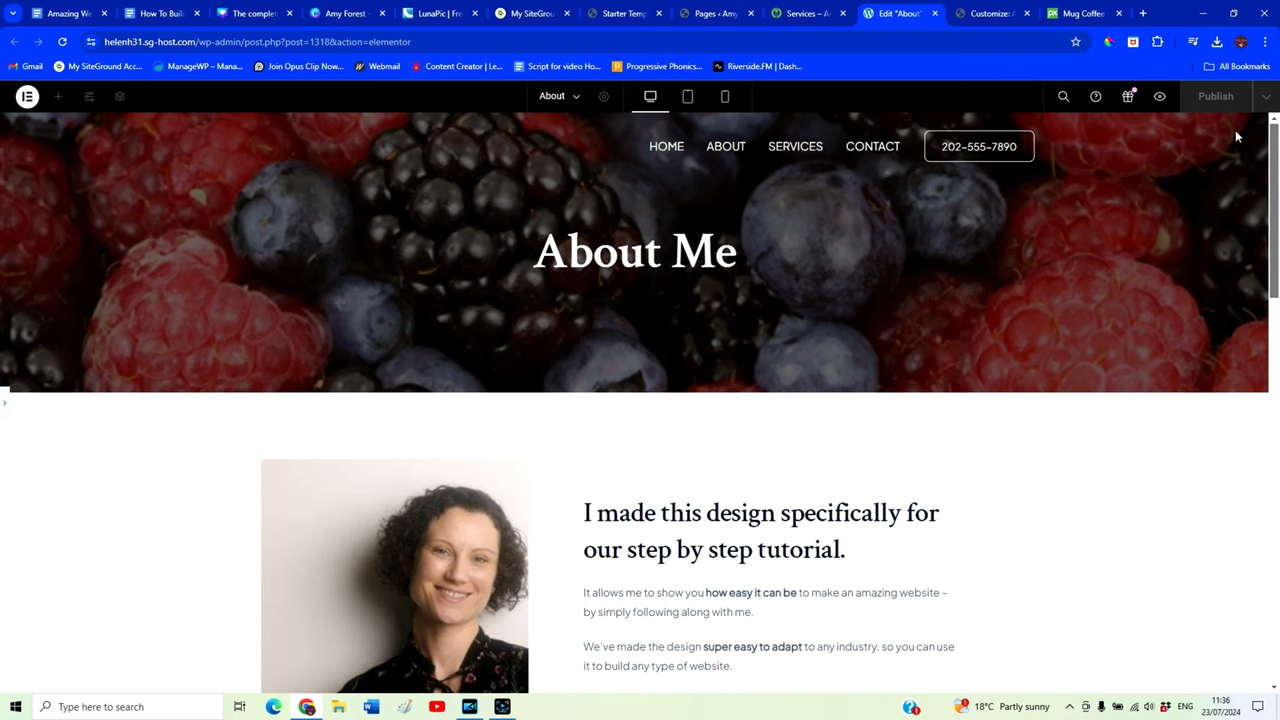 Amazing We
How To Buil
The complet
Amy Forest -
LunaPic | Fre
My SiteGrou
Starter Temp
Pages ‹ Amy
Services – A
Edit "About"
Customize: A
Mug Coffee
helenh31.sg-host.com/wp-admin/post.php?post=1318&action=elementor
Gmail
My SiteGround Acc...
ManageWP – Mana...
Join Opus Clip Now...
Webmail
Content Creator | Le...
Script for video Ho...
Progressive Phonics...
Riverside.FM | Dash...
All Bookmarks
About
Publish
HOME ABOUT SERVICES CONTACT 202-555-7890
About Me
I made this design specifically for
our step by step tutorial.
It allows me to show you how easy it can be to make an amazing website –
by simply following along with me.
We've made the design super easy to adapt to any industry, so you can use
it to build any type of website.
Type here to search
18°C Partly sunny
ENG
11:36
23/07/2024